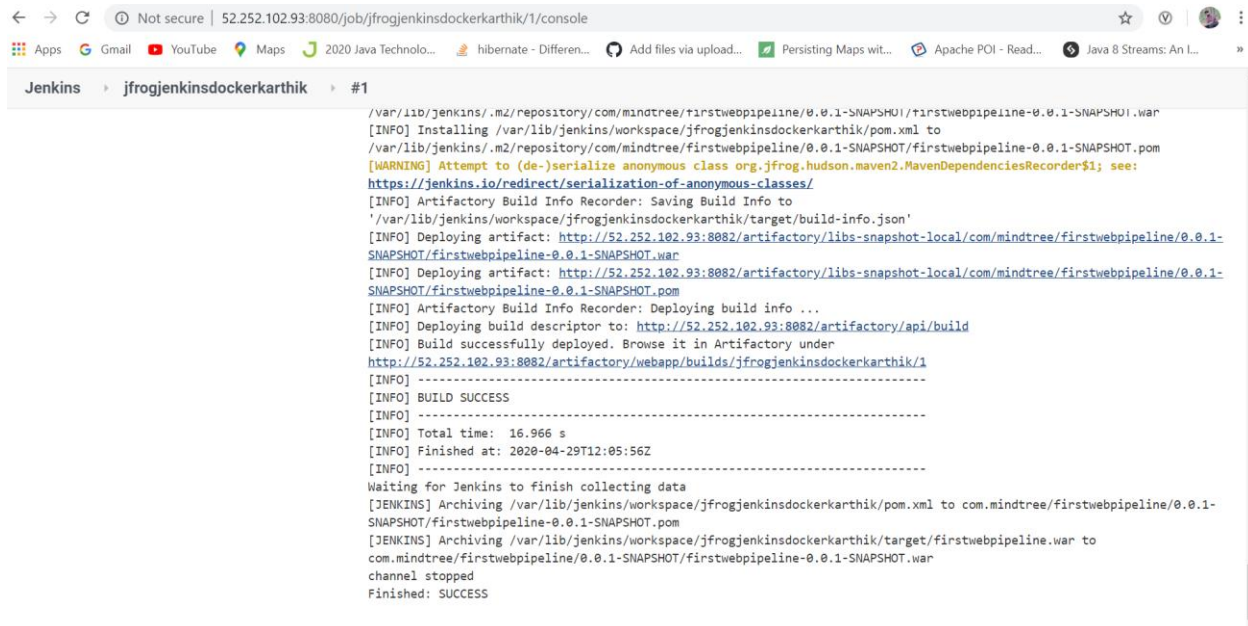 Not secure | 52.252.102.93:8080/job/jfrogjenkinsdockerkarthik/1/console
Apps Gmail YouTube Maps 2020 Java Technolo... hibernate - Differen... Add files via upload... Persisting Maps wit... Apache POI - Read... Java 8 Streams: An I... »
Jenkins jfrogjenkinsdockerkarthik #1
/var/lib/jenkins/.m2/repository/com/mindtree/firstwebpipeline/0.0.1-SNAPSHOT/firstwebpipeline-0.0.1-SNAPSHOT.war
[INFO] Installing /var/lib/jenkins/workspace/jfrogjenkinsdockerkarthik/pom.xml to
/var/lib/jenkins/.m2/repository/com/mindtree/firstwebpipeline/0.0.1-SNAPSHOT/firstwebpipeline-0.0.1-SNAPSHOT.pom
[WARNING] Attempt to (de-)serialize anonymous class org.jfrog.hudson.maven2.MavenDependenciesRecorder$1; see:
https://jenkins.io/redirect/serialization-of-anonymous-classes/
[INFO] Artifactory Build Info Recorder: Saving Build Info to
'/var/lib/jenkins/workspace/jfrogjenkinsdockerkarthik/target/build-info.json'
[INFO] Deploying artifact: http://52.252.102.93:8082/artifactory/libs-snapshot-local/com/mindtree/firstwebpipeline/0.0.1-
SNAPSHOT/firstwebpipeline-0.0.1-SNAPSHOT.war
[INFO] Deploying artifact: http://52.252.102.93:8082/artifactory/libs-snapshot-local/com/mindtree/firstwebpipeline/0.0.1-
SNAPSHOT/firstwebpipeline-0.0.1-SNAPSHOT.pom
[INFO] Artifactory Build Info Recorder: Deploying build info ...
[INFO] Deploying build descriptor to: http://52.252.102.93:8082/artifactory/api/build
[INFO] Build successfully deployed. Browse it in Artifactory under
http://52.252.102.93:8082/artifactory/webapp/builds/jfrogjenkinsdockerkarthik/1
[INFO] ------------------------------------------------------------------------
[INFO] BUILD SUCCESS
[INFO] ------------------------------------------------------------------------
[INFO] Total time:  16.966 s
[INFO] Finished at: 2020-04-29T12:05:56Z
[INFO] ------------------------------------------------------------------------
Waiting for Jenkins to finish collecting data
[JENKINS] Archiving /var/lib/jenkins/workspace/jfrogjenkinsdockerkarthik/pom.xml to com.mindtree/firstwebpipeline/0.0.1-
SNAPSHOT/firstwebpipeline-0.0.1-SNAPSHOT.pom
[JENKINS] Archiving /var/lib/jenkins/workspace/jfrogjenkinsdockerkarthik/target/firstwebpipeline.war to
com.mindtree/firstwebpipeline/0.0.1-SNAPSHOT/firstwebpipeline-0.0.1-SNAPSHOT.war
channel stopped
Finished: SUCCESS